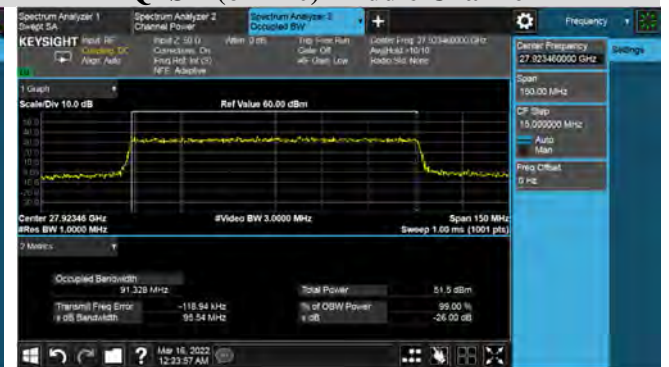 Spectrum Analyzer 1
Swept SA
Spectrum Analyzer 2
Channel Power
Spectrum Analyzer 3
Occupied BW
Frequency
KEYSIGHT Input: RF
Coupling: DC
Align: Auto
Input Z: 50 Ω
Corrections: On
Freq Ref: Int (S)
NFE: Adaptive
Atten: 0 dB
Trig: Free Run
Gate: Off
#IF Gain: Low
Center Freq: 27.923460000 GHz
Avg|Hold: >10/10
Radio Std: None
Center Frequency
27.923460000 GHz
Settings
Span
150.00 MHz
CF Step
15.000000 MHz
Auto
Man
Freq Offset
0 Hz
1 Graph
Scale/Div 10.0 dB
Ref Value 60.00 dBm
Center 27.92346 GHz
#Res BW 1.0000 MHz
#Video BW 3.0000 MHz
Span 150 MHz
Sweep 1.00 ms (1001 pts)
2 Metrics
Occupied Bandwidth
91.328 MHz
Total Power
51.5 dBm
Transmit Freq Error
-118.94 kHz
% of OBW Power
99.00 %
x dB Bandwidth
95.54 MHz
x dB
-26.00 dB
Mar 16, 2022
12:23:57 AM